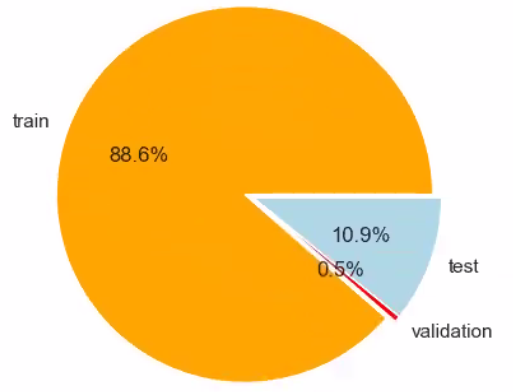 train
88.6%
10.9%
0.5%
test
validation